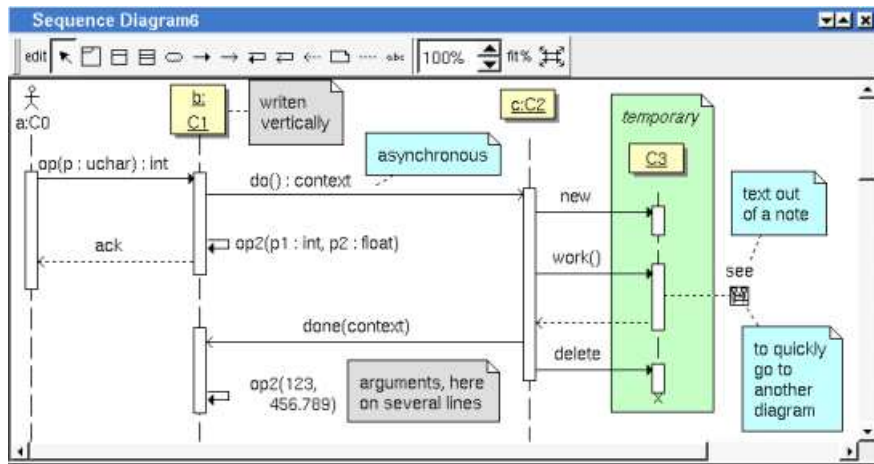 Sequence Diagram6
edit
abc
100%
fit%
a:C0
b:
C1
writen
vertically
c:C2
temporary
C3
op(p : uchar) : int
asynchronous
do() : context
new
text out
of a note
ack
op2(p1 : int, p2 : float)
work()
see
done(context)
delete
to quickly
go to
another
diagram
op2(123,
456.789)
arguments, here
on several lines